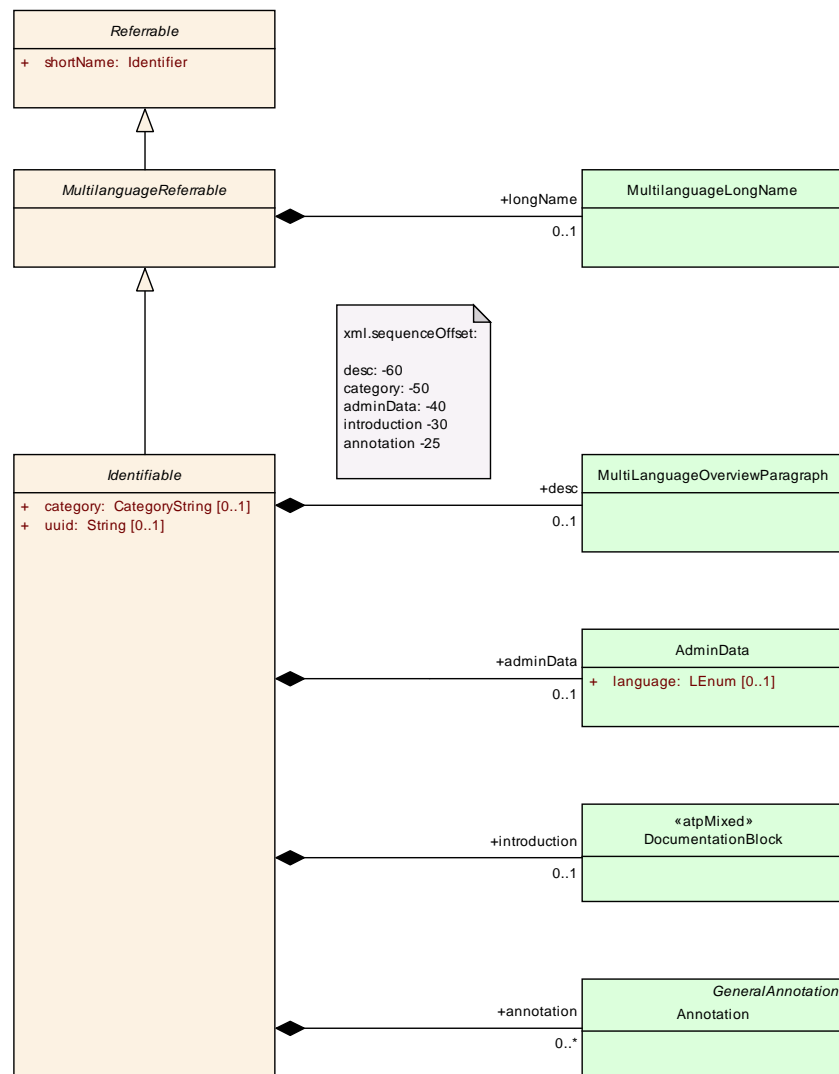 Referrable
+ shortName: Identifier
MultilanguageReferrable
+longName
0..1
MultilanguageLongName
xml.sequenceOffset:
desc: -60
category: -50
adminData: -40
introduction -30
annotation -25
Identifiable
+ category: CategoryString [0..1]
+ uuid: String [0..1]
+desc
0..1
MultiLanguageOverviewParagraph
+adminData
0..1
AdminData
+ language: LEnum [0..1]
+introduction
0..1
«atpMixed»
DocumentationBlock
+annotation
0..*
GeneralAnnotation
Annotation